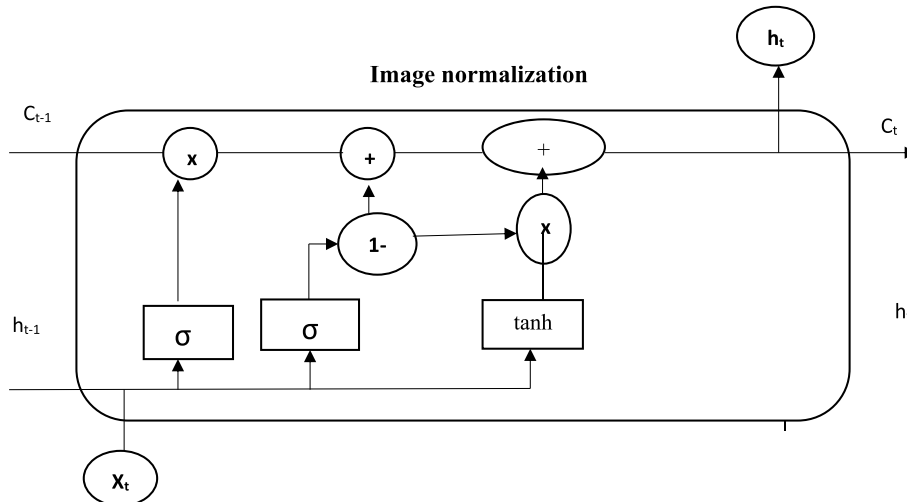 hₜ
Image normalization
Cₜ₋₁
Cₜ
x
+
+
1-
x
hₜ₋₁
σ
σ
tanh
h
Xₜ